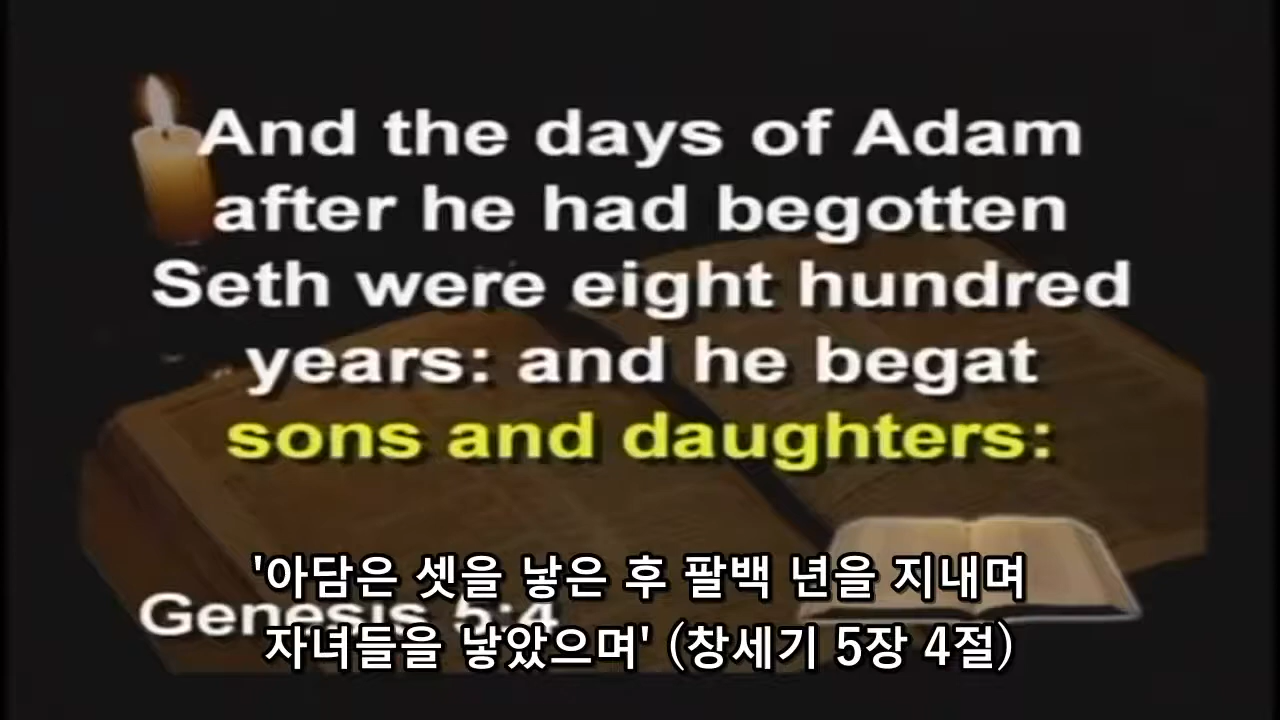 And the days of Adam
after he had begotten
Seth were eight hundred
years: and he begat
sons and daughters:
'아담은 셋을 낳은 후 팔백 년을 지내며
Genesis 5:4
자녀들을 낳았으며' (창세기 5장 4절)